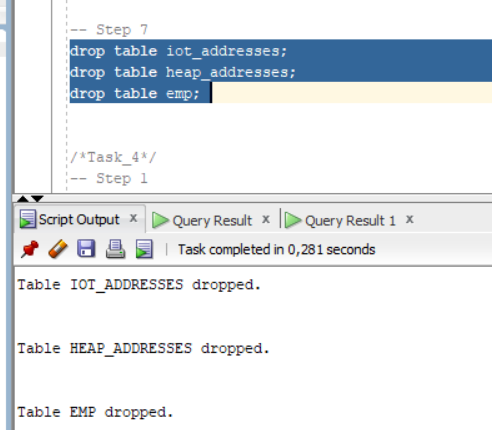 -- Step 7
drop table iot_addresses;
drop table heap_addresses;
drop table emp;
/*Task_4*/
-- Step 1
Script Output x Query Result x Query Result 1 x
Task completed in 0,281 seconds
Table IOT_ADDRESSES dropped.
Table HEAP_ADDRESSES dropped.
Table EMP dropped.